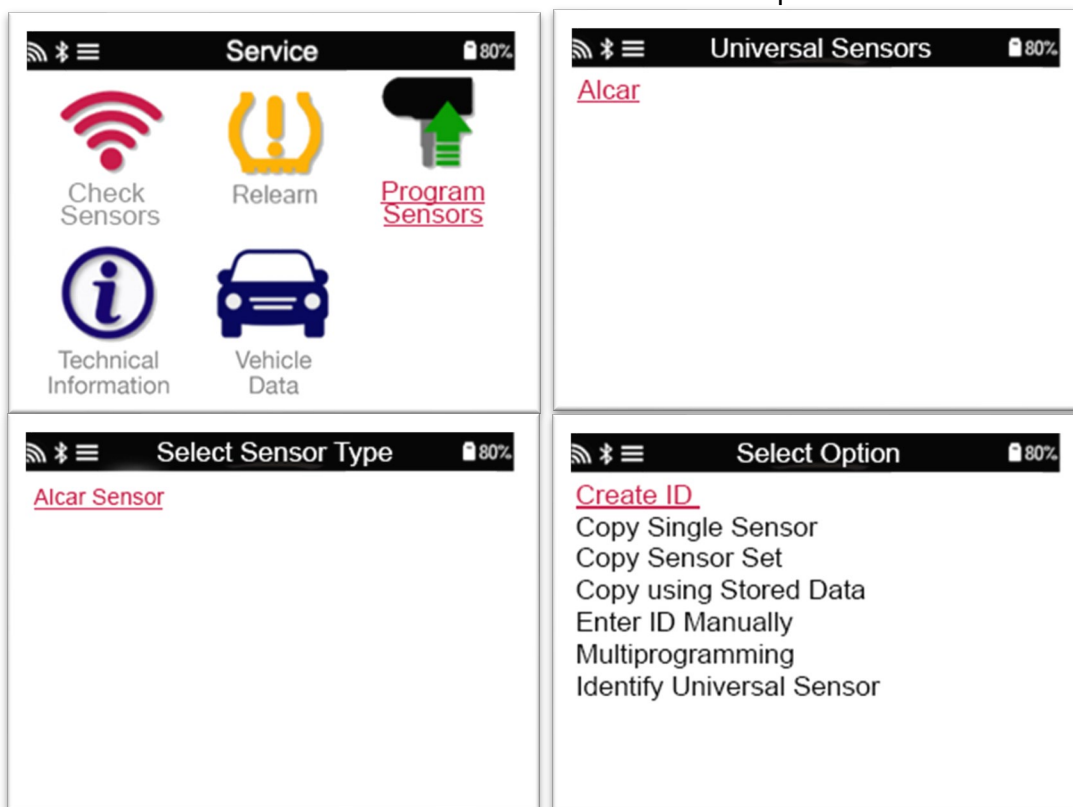 Service
80%
Check
Sensors
Relearn
Program
Sensors
Technical
Information
Vehicle
Data
Universal Sensors
80%
Alcar
Select Sensor Type
80%
Alcar Sensor
Select Option
80%
Create ID
Copy Single Sensor
Copy Sensor Set
Copy using Stored Data
Enter ID Manually
Multiprogramming
Identify Universal Sensor